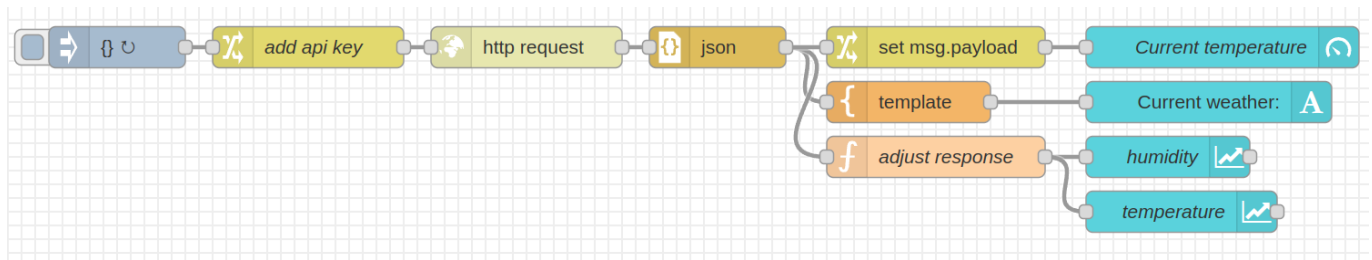 {} ↻
add api key
http request
json
set msg.payload
Current temperature
template
Current weather:
adjust response
humidity
temperature